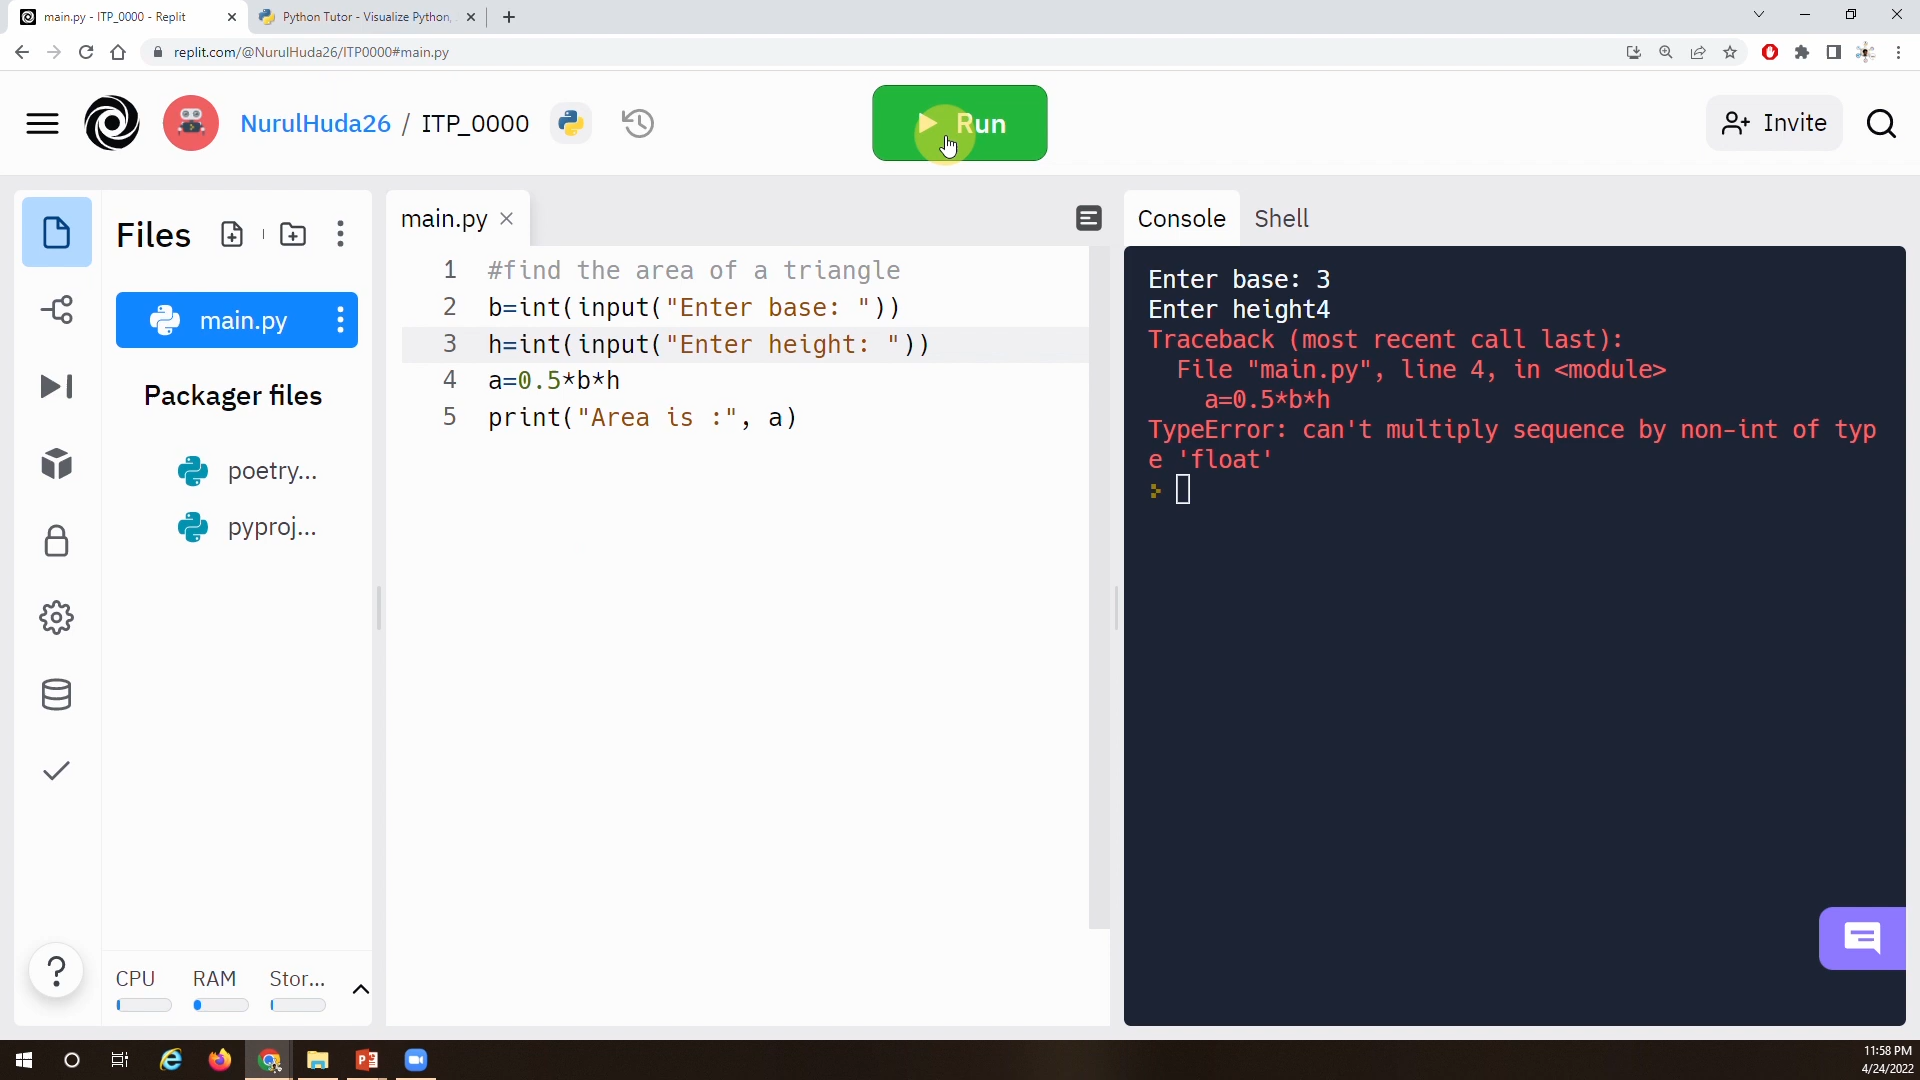 main.py - ITP_0000 - Replit
Python Tutor - Visualize Python,
replit.com/@NurulHuda26/ITP0000#main.py
NurulHuda26 / ITP_0000
Run
Invite
Files
main.py
Packager files
poetry...
pyproj...
CPU RAM Stor...
main.py
1 #find the area of a triangle
2 b=int(input("Enter base: "))
3 h=int(input("Enter height: "))
4 a=0.5*b*h
5 print("Area is :", a)
Console Shell
Enter base: 3
Enter height4
Traceback (most recent call last):
File "main.py", line 4, in <module>
a=0.5*b*h
TypeError: can't multiply sequence by non-int of typ
e 'float'
11:58 PM
4/24/2022